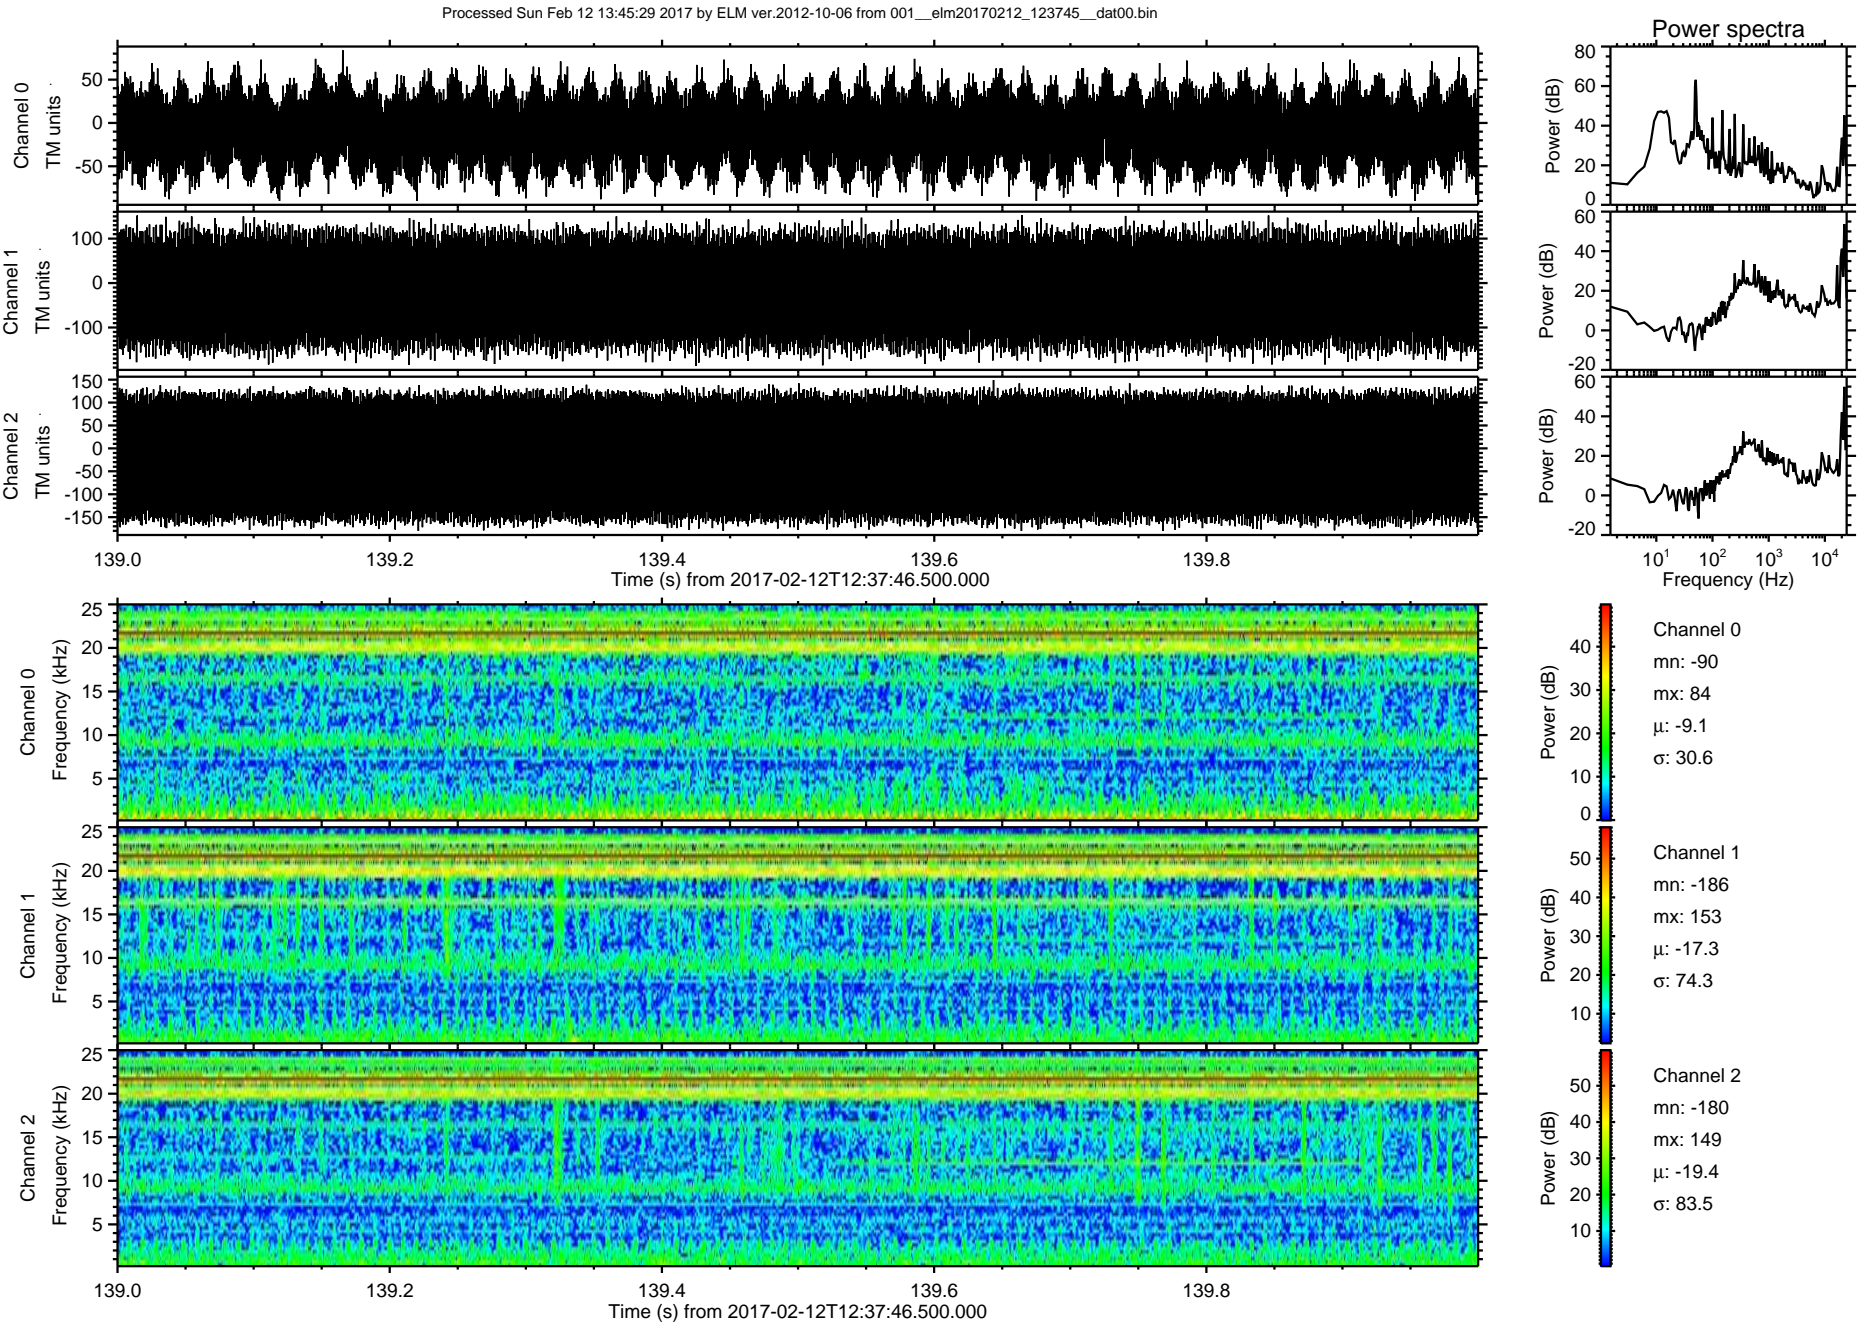 Processed Sun Feb 12 13:45:29 2017 by ELM ver.2012-10-06 from 001__elm20170212_123745__dat00.bin
Power spectra
Channel 0
TM units
50
0
-50
Power (dB)
80
60
40
20
0
Channel 1
TM units
100
0
-100
Power (dB)
60
40
20
0
-20
Channel 2
TM units
150
100
50
0
-50
-100
-150
Power (dB)
60
40
20
0
-20
139.0 139.2 139.4 139.6 139.8
Time (s) from 2017-02-12T12:37:46.500.000
10^1 10^2 10^3 10^4
Frequency (Hz)
Channel 0
Frequency (kHz)
25
20
15
10
5
Power (dB)
40
30
20
10
0
Channel 0
mn: -90
mx: 84
μ: -9.1
σ: 30.6
Channel 1
Frequency (kHz)
25
20
15
10
5
Power (dB)
50
40
30
20
10
Channel 1
mn: -186
mx: 153
μ: -17.3
σ: 74.3
Channel 2
Frequency (kHz)
25
20
15
10
5
Power (dB)
50
40
30
20
10
Channel 2
mn: -180
mx: 149
μ: -19.4
σ: 83.5
139.0 139.2 139.4 139.6 139.8
Time (s) from 2017-02-12T12:37:46.500.000